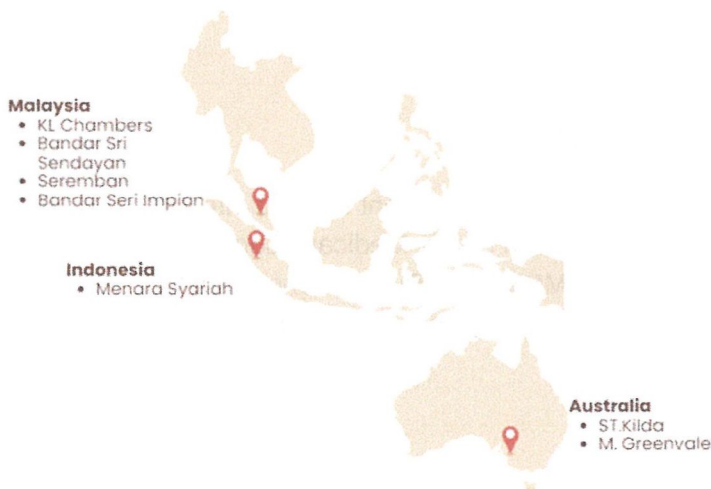 Malaysia
• KL Chambers
• Bandar Sri
Sendayan
• Seremban
• Bandar Seri Impian
Indonesia
• Menara Syariah
Australia
• ST.Kilda
• M. Greenvale